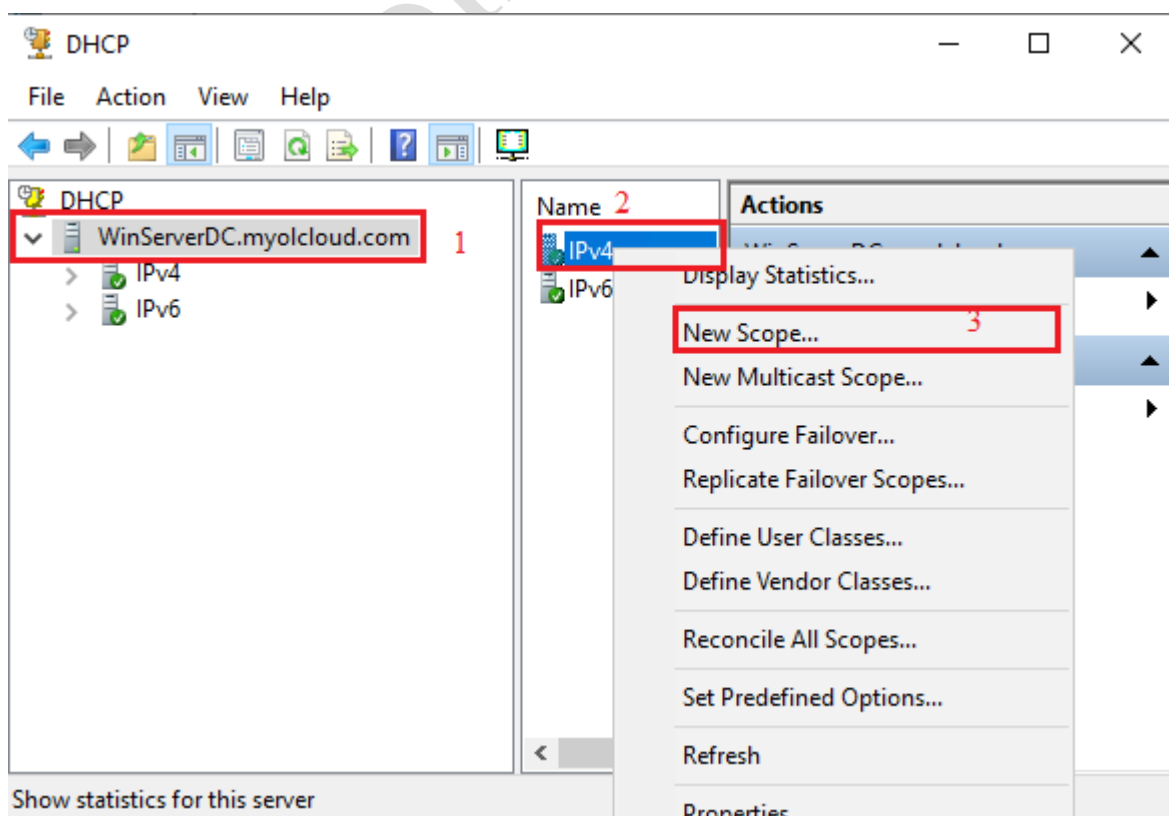 DHCP
File Action View Help
DHCP
WinServerDC.myolcloud.com 1
IPv4
IPv6
Name 2
IPv4
IPv6
Actions
Display Statistics...
New Scope... 3
New Multicast Scope...
Configure Failover...
Replicate Failover Scopes...
Define User Classes...
Define Vendor Classes...
Reconcile All Scopes...
Set Predefined Options...
Refresh
Properties
Show statistics for this server